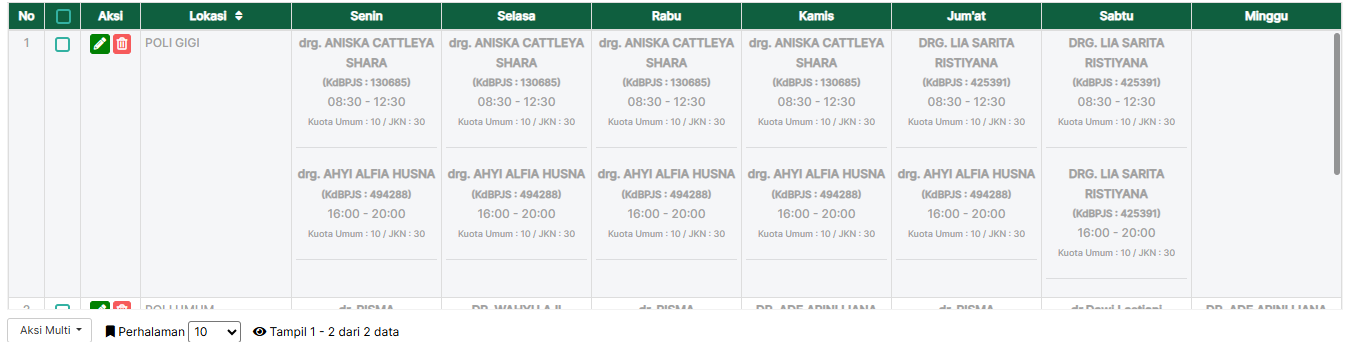 No Aksi Lokasi Senin Selasa Rabu Kamis Jum'at Sabtu Minggu
1 POLI GIGI
drg. ANISKA CATTLEYA
SHARA
(KdBPJS : 130685)
08:30 - 12:30
Kuota Umum : 10 / JKN : 30
drg. AHYI ALFIA HUSNA
(KdBPJS : 494288)
16:00 - 20:00
Kuota Umum : 10 / JKN : 30
drg. ANISKA CATTLEYA
SHARA
(KdBPJS : 130685)
08:30 - 12:30
Kuota Umum : 10 / JKN : 30
drg. AHYI ALFIA HUSNA
(KdBPJS : 494288)
16:00 - 20:00
Kuota Umum : 10 / JKN : 30
drg. ANISKA CATTLEYA
SHARA
(KdBPJS : 130685)
08:30 - 12:30
Kuota Umum : 10 / JKN : 30
drg. AHYI ALFIA HUSNA
(KdBPJS : 494288)
16:00 - 20:00
Kuota Umum : 10 / JKN : 30
drg. ANISKA CATTLEYA
SHARA
(KdBPJS : 130685)
08:30 - 12:30
Kuota Umum : 10 / JKN : 30
drg. AHYI ALFIA HUSNA
(KdBPJS : 494288)
16:00 - 20:00
Kuota Umum : 10 / JKN : 30
DRG. LIA SARITA
RISTIYANA
(KdBPJS : 425391)
08:30 - 12:30
Kuota Umum : 10 / JKN : 30
drg. AHYI ALFIA HUSNA
(KdBPJS : 494288)
16:00 - 20:00
Kuota Umum : 10 / JKN : 30
DRG. LIA SARITA
RISTIYANA
(KdBPJS : 425391)
08:30 - 12:30
Kuota Umum : 10 / JKN : 30
DRG. LIA SARITA
RISTIYANA
(KdBPJS : 425391)
16:00 - 20:00
Kuota Umum : 10 / JKN : 30
2 POLI UMUM dr. RISMA dr. RISMA dr. RISMA
Aksi Multi Perhalaman 10 Tampil 1 - 2 dari 2 data